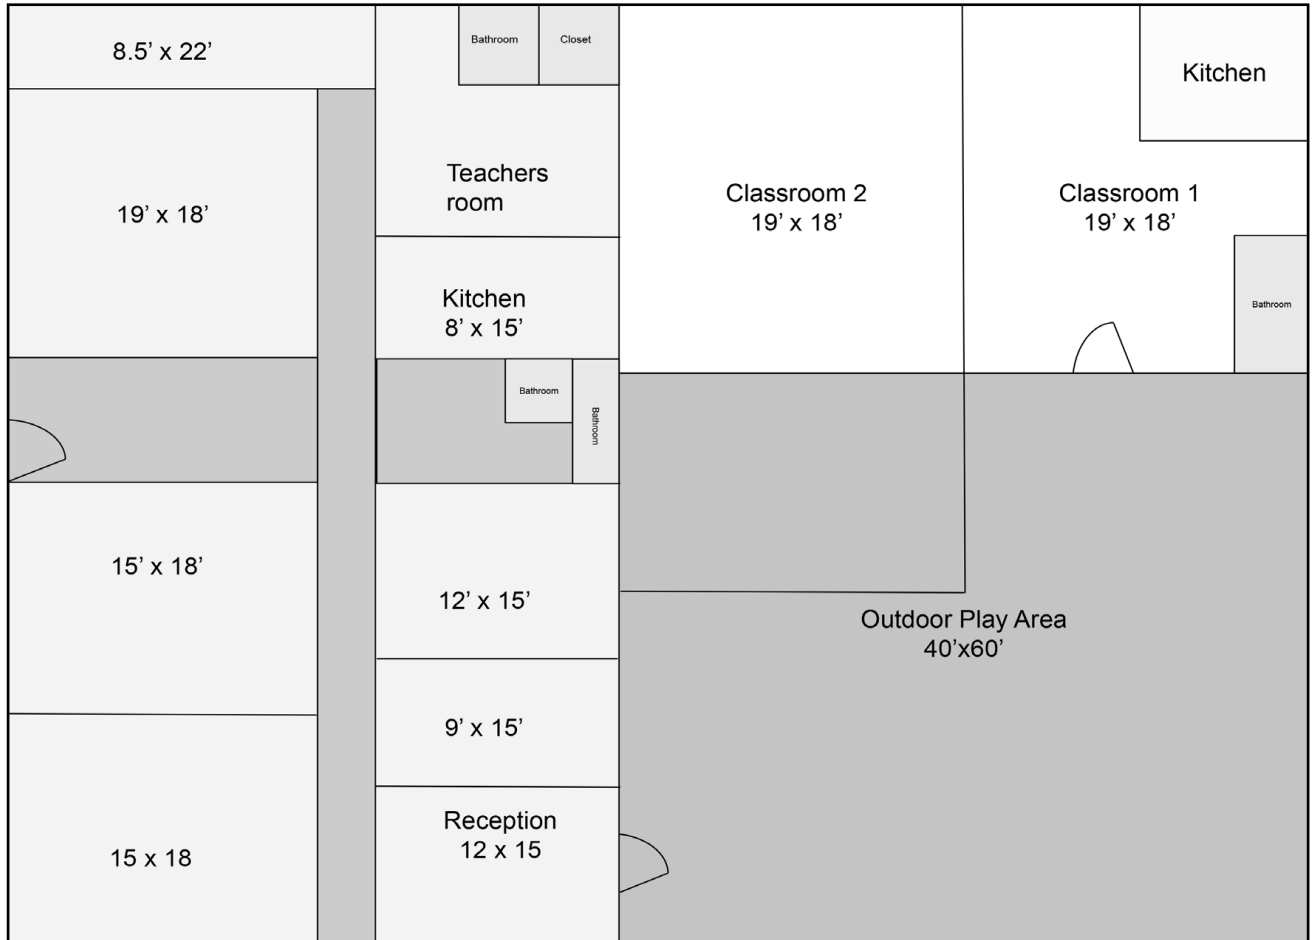 8.5’ x 22’
Bathroom
Closet
Kitchen
Teachers
room
19’ x 18’
Classroom 2
19’ x 18’
Classroom 1
19’ x 18’
Kitchen
8’ x 15’
Bathroom
Bathroom
Bathroom
15’ x 18’
12’ x 15’
Outdoor Play Area
40’x60’
9’ x 15’
Reception
12 x 15
15 x 18